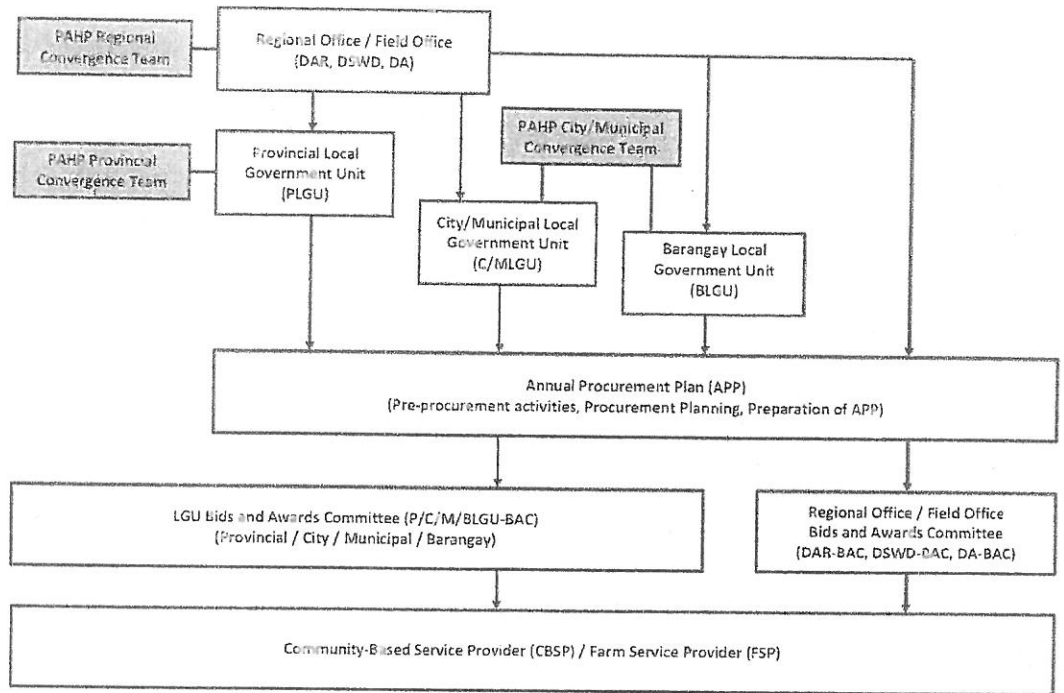 PAHP Regional
Convergence Team
Regional Office / Field Office
(DAR, DSWD, DA)
PAHP Provincial
Convergence Team
Provincial Local
Government Unit
(PLGU)
PAHP City/Municipal
Convergence Team
City/Municipal Local
Government Unit
(C/MLGU)
Barangay Local
Government Unit
(BLGU)
Annual Procurement Plan (APP)
(Pre-procurement activities, Procurement Planning, Preparation of APP)
LGU Bids and Awards Committee (P/C/M/BLGU-BAC)
(Provincial / City / Municipal / Barangay)
Regional Office / Field Office
Bids and Awards Committee
(DAR-BAC, DSWD-BAC, DA-BAC)
Community-Based Service Provider (CBSP) / Farm Service Provider (FSP)